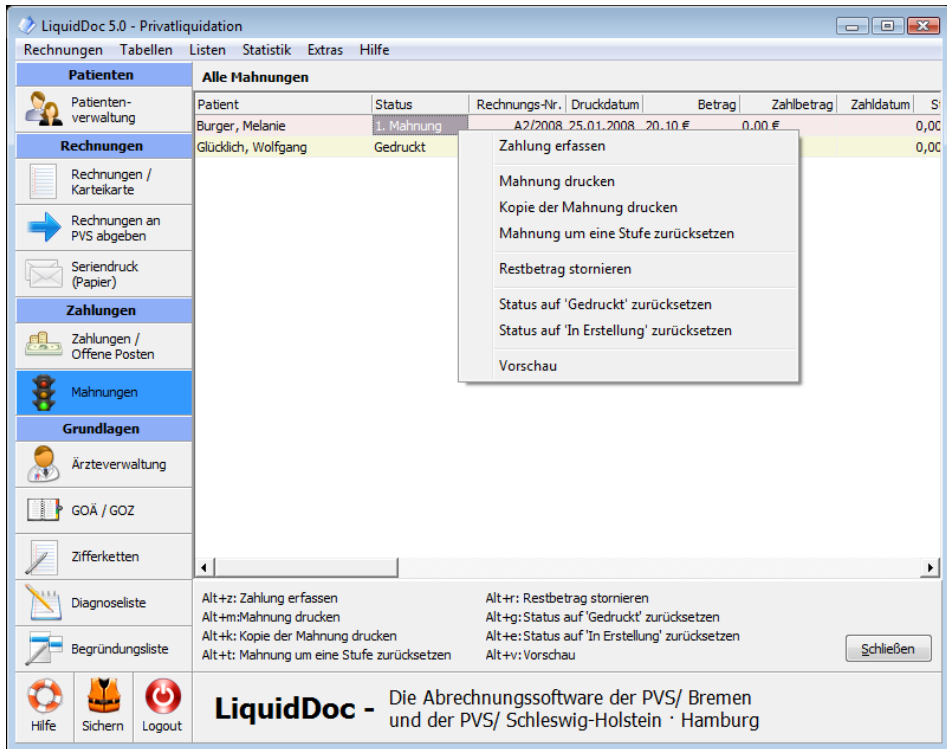 LiquidDoc 5.0 - Privatliquidation
Rechnungen Tabellen Listen Statistik Extras Hilfe
Patienten
Patienten-
verwaltung
Rechnungen
Rechnungen /
Karteikarte
Rechnungen an
PVS abgeben
Seriendruck
(Papier)
Zahlungen
Zahlungen /
Offene Posten
Mahnungen
Grundlagen
Ärzteverwaltung
GOÄ / GOZ
Zifferketten
Diagnoseliste
Begründungsliste
Hilfe Sichern Logout
Alle Mahnungen
Patient Status Rechnungs-Nr. Druckdatum Betrag Zahlbetrag Zahldatum S
Burger, Melanie 1. Mahnung A2/2008 25.01.2008 20,10 € 0,00 € 0,00
Glücklich, Wolfgang Gedruckt 0,00
Zahlung erfassen
Mahnung drucken
Kopie der Mahnung drucken
Mahnung um eine Stufe zurücksetzen
Restbetrag stornieren
Status auf 'Gedruckt' zurücksetzen
Status auf 'In Erstellung' zurücksetzen
Vorschau
Alt+z: Zahlung erfassen
Alt+m:Mahnung drucken
Alt+k: Kopie der Mahnung drucken
Alt+t: Mahnung um eine Stufe zurücksetzen
Alt+r: Restbetrag stornieren
Alt+g:Status auf 'Gedruckt' zurücksetzen
Alt+e:Status auf 'In Erstellung' zurücksetzen
Alt+v:Vorschau
Schließen
LiquidDoc - Die Abrechnungssoftware der PVS/ Bremen
und der PVS/ Schleswig-Holstein · Hamburg